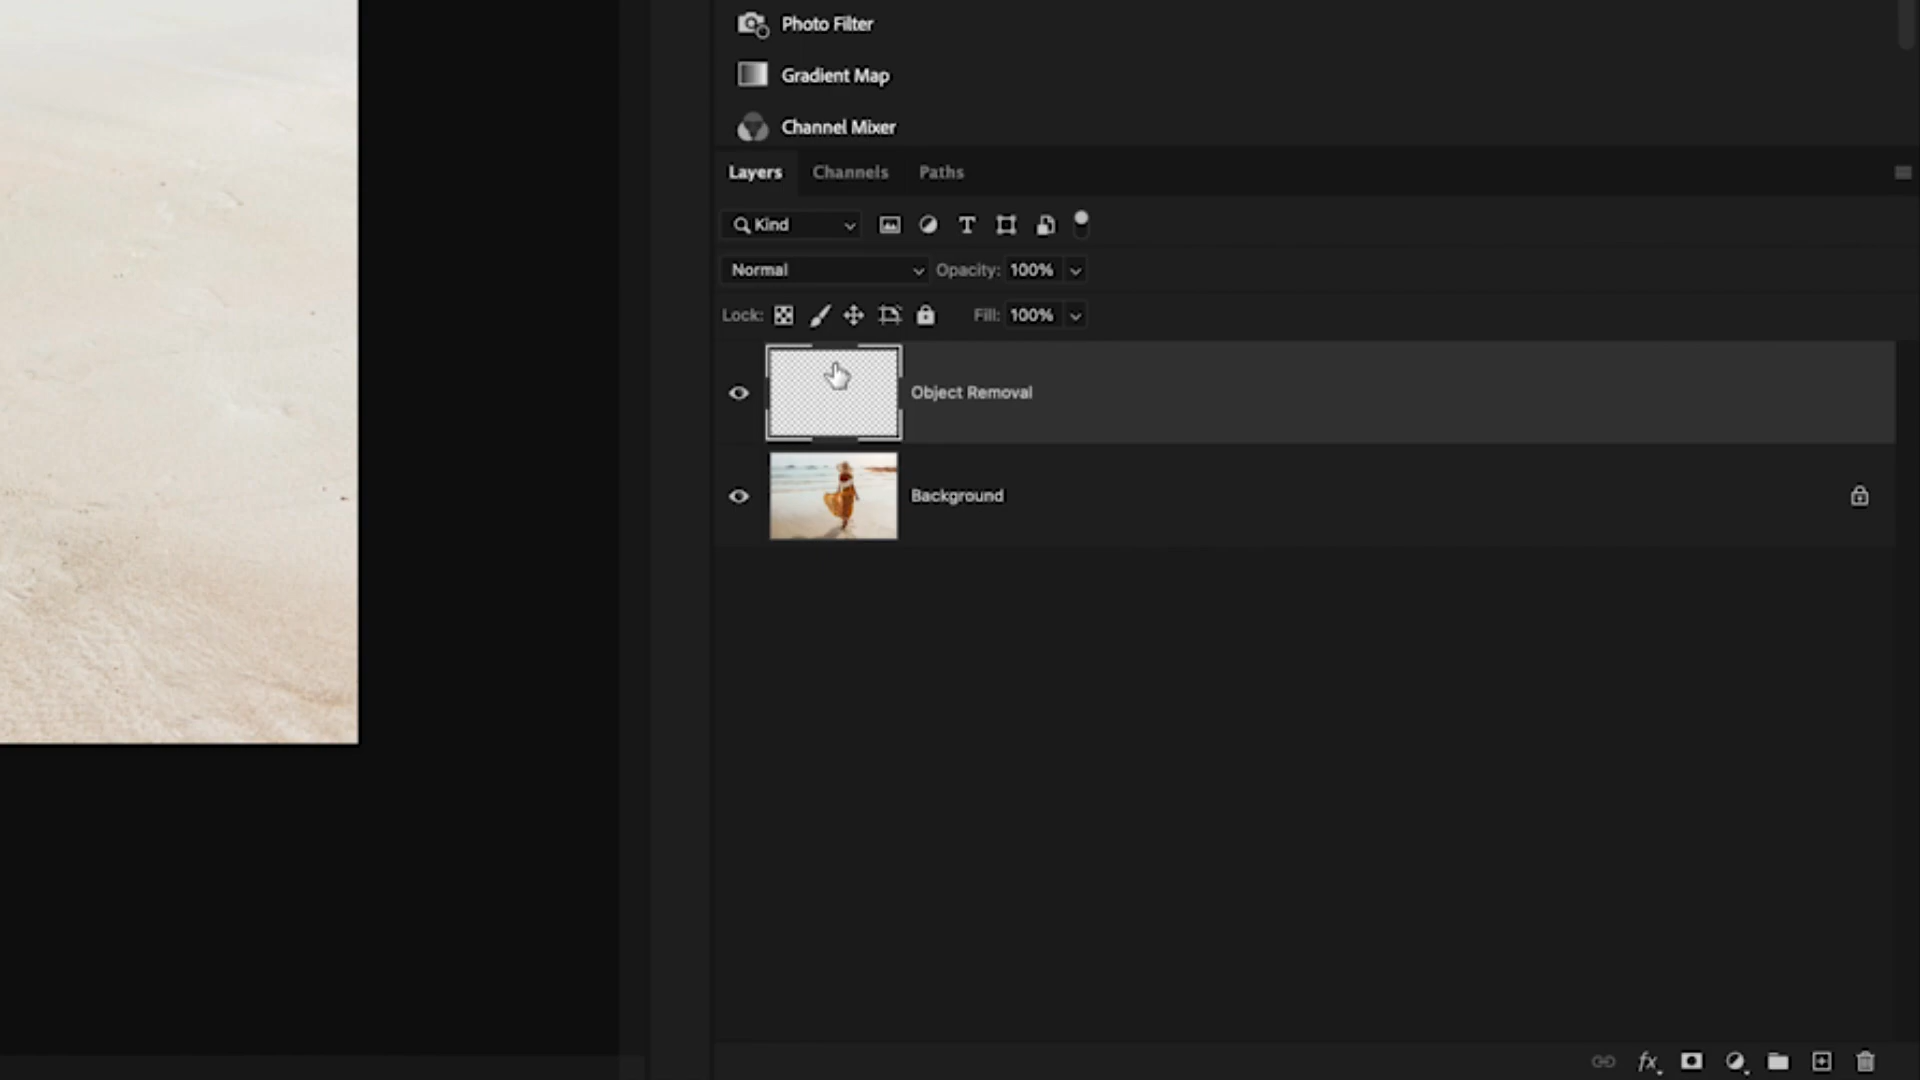 Photo Filter
Gradient Map
Channel Mixer
Layers Channels Paths
Kind
Normal Opacity: 100%
Lock: Fill: 100%
Object Removal
Background
fx